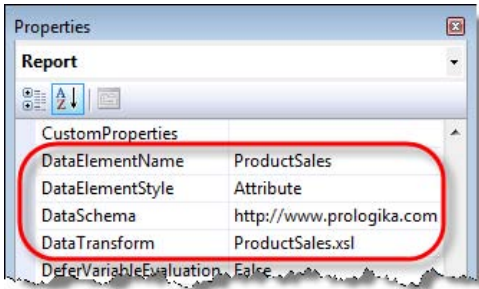 Properties
Report
CustomProperties
DataElementName ProductSales
DataElementStyle Attribute
DataSchema http://www.prologika.com
DataTransform ProductSales.xsl
DeferVariableEvaluation False